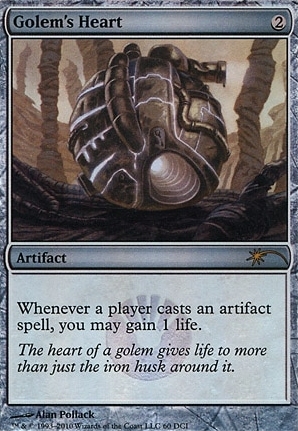 Golem's Heart 2
Artifact
Whenever a player casts an artifact
spell, you may gain 1 life.
The heart of a golem gives life to more
than just the iron husk around it.
Alan Pollack
™ & © 1993–2010 Wizards of the Coast LLC 60 DCI